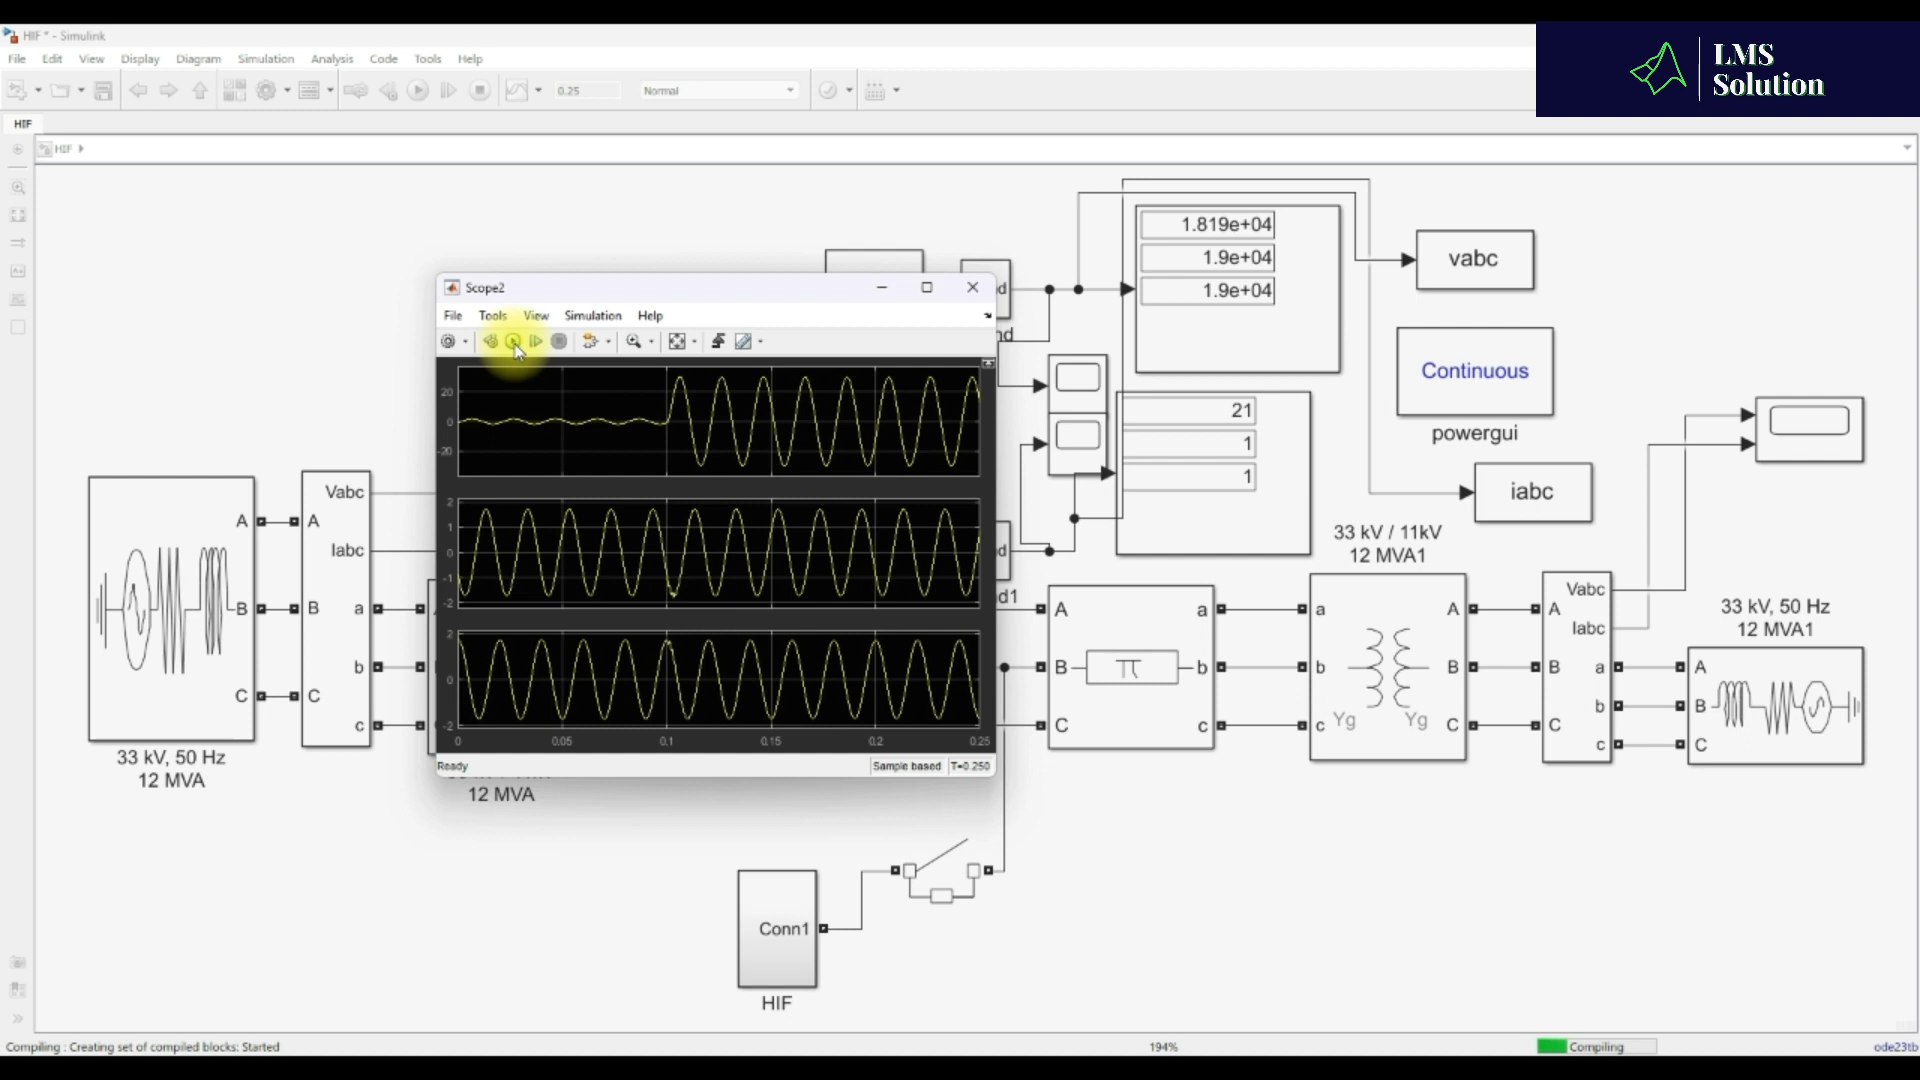 HIF * - Simulink
LMS
Solution
File Edit View Display Diagram Simulation Analysis Code Tools Help
0.25 Normal
HIF
HIF
1.819e+04
1.9e+04
1.9e+04
vabc
Scope2
File Tools View Simulation Help
nd
Continuous
powergui
21
1
1
iabc
33 kV / 11kV
12 MVA1
20
0
-20
2
1
0
-1
-2
2
0
-2
0 0.05 0.1 0.15 0.2 0.25
Ready Sample based T=0.250
A
B
C
33 kV, 50 Hz
12 MVA
Vabc
Iabc
A
B
C
a
b
c
12 MVA
d
d
d1
A
B
C
a
b
c
π
a
b
c
Yg Yg
A
B
C
Vabc
Iabc
A
B
C
a
b
c
33 kV, 50 Hz
12 MVA1
A
B
C
Conn1
HIF
Compiling : Creating set of compiled blocks: Started 194% Compiling ode23tb